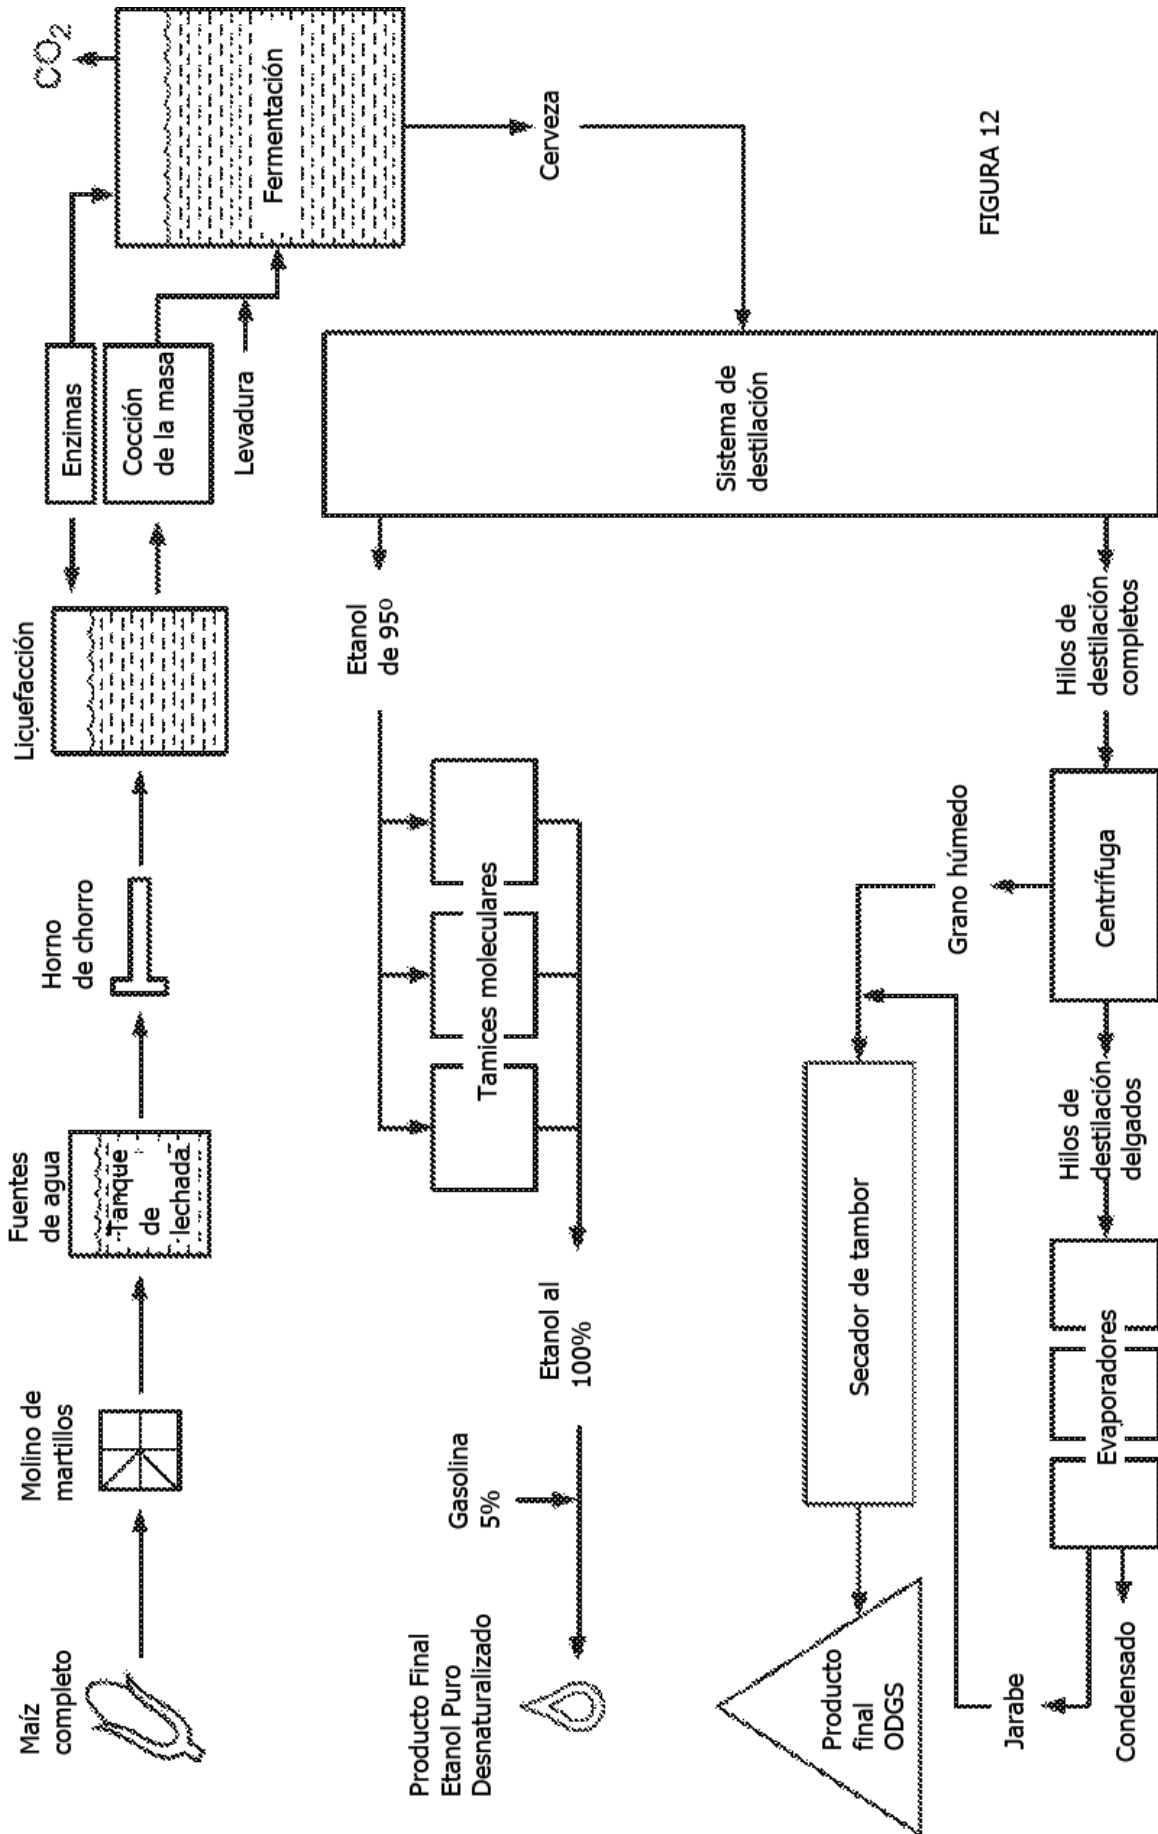 Maíz
completo
Molino de
martillos
Fuentes
de agua
Tanque
de
lechada
Horno
de chorro
Licuefacción
Enzimas
Cocción
de la masa
Levadura
CO2
Fermentación
Cerveza
Sistema de
destilación
Etanol
de 95º
Tamices moleculares
Etanol al
100%
Gasolina
5%
Producto Final
Etanol Puro
Desnaturalizado
Hilos de
destilación
completos
Centrífuga
Grano húmedo
Hilos de
destilación
delgados
Evaporadores
Condensado
Jarabe
Secador de tambor
Producto
final
ODGS
FIGURA 12